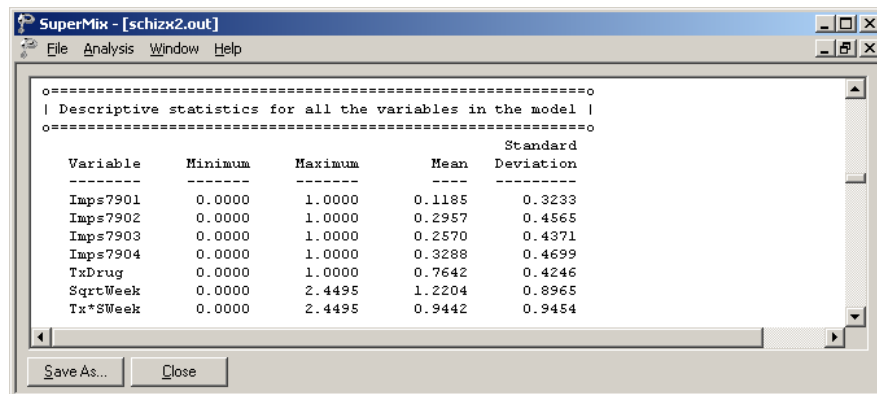 SuperMix - [schizx2.out]
File Analysis Window Help
o===========================================================o
| Descriptive statistics for all the variables in the model |
o===========================================================o
Standard
Variable Minimum Maximum Mean Deviation
-------- ------- ------- ---- ---------
Imps7901 0.0000 1.0000 0.1185 0.3233
Imps7902 0.0000 1.0000 0.2957 0.4565
Imps7903 0.0000 1.0000 0.2570 0.4371
Imps7904 0.0000 1.0000 0.3288 0.4699
TxDrug 0.0000 1.0000 0.7642 0.4246
SqrtWeek 0.0000 2.4495 1.2204 0.8965
Tx*SWeek 0.0000 2.4495 0.9442 0.9454
Save As... Close